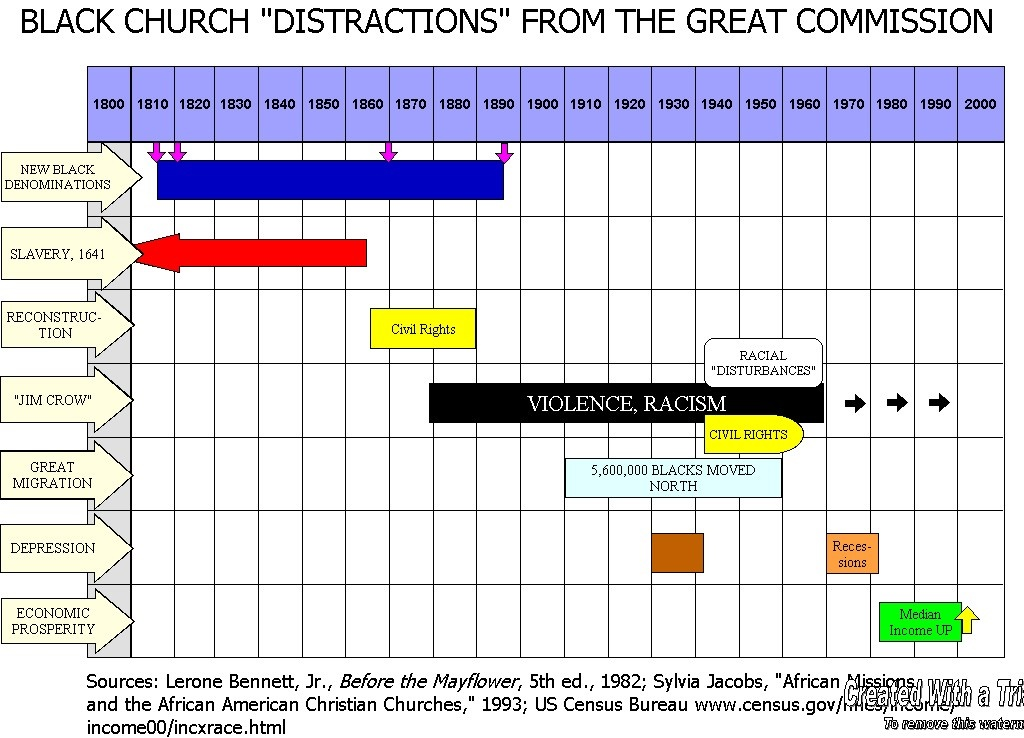 BLACK CHURCH "DISTRACTIONS" FROM THE GREAT COMMISSION
1800 1810 1820 1830 1840 1850 1860 1870 1880 1890 1900 1910 1920 1930 1940 1950 1960 1970 1980 1990 2000
NEW BLACK
DENOMINATIONS
SLAVERY, 1641
RECONSTRUC-
TION
Civil Rights
RACIAL
"DISTURBANCES"
"JIM CROW"
VIOLENCE, RACISM
CIVIL RIGHTS
GREAT
MIGRATION
5,600,000 BLACKS MOVED
NORTH
DEPRESSION
Reces-
sions
ECONOMIC
PROSPERITY
Median
Income UP
Sources: Lerone Bennett, Jr., Before the Mayflower, 5th ed., 1982; Sylvia Jacobs, "African Missions
and the African American Christian Churches," 1993; US Census Bureau www.census.gov/hhes/income/
income00/incxrace.html
Created With a
To remove this